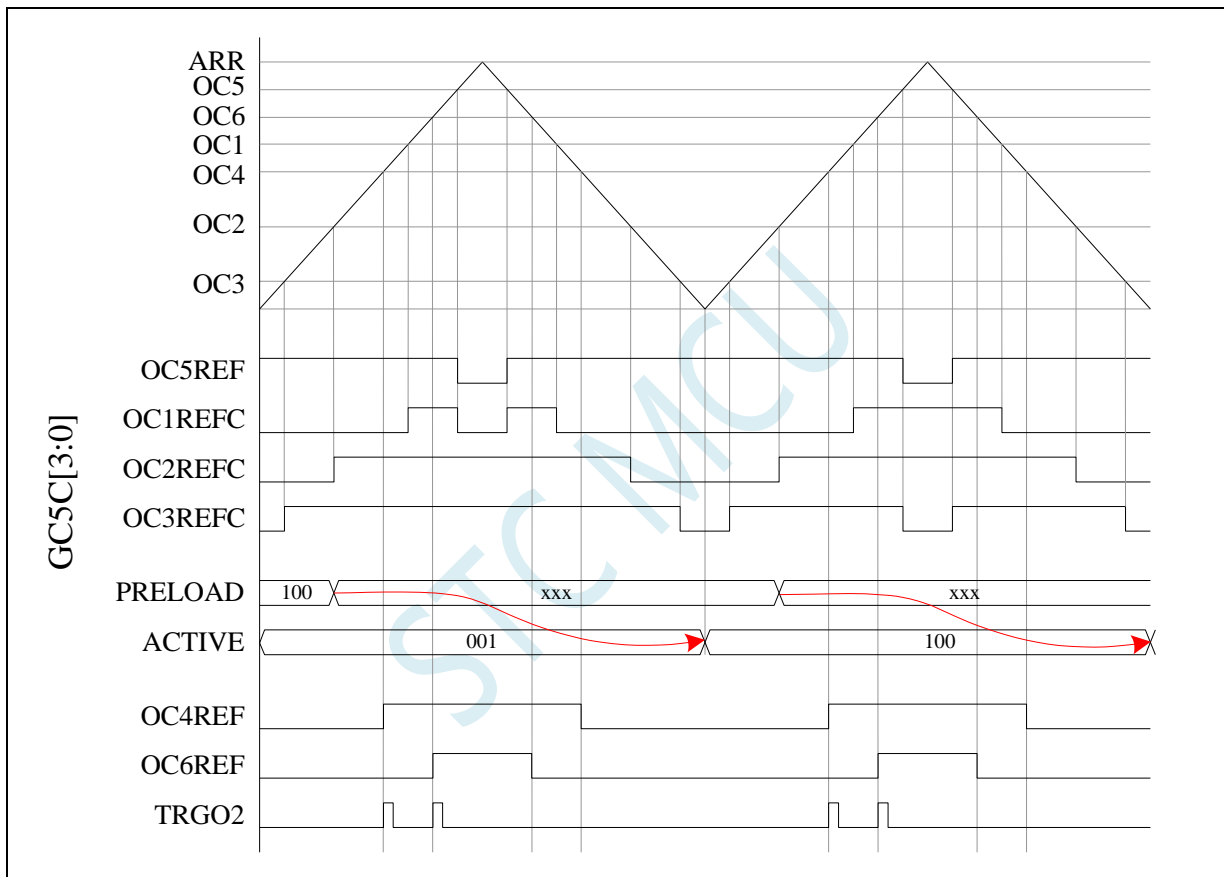 ARR
OC5
OC6
OC1
OC4
OC2
OC3
OC5REF
OC1REFC
OC2REFC
OC3REFC
GC5C[3:0]
PRELOAD 100 xxx xxx
ACTIVE 001 100
OC4REF
OC6REF
TRGO2
STC MCU